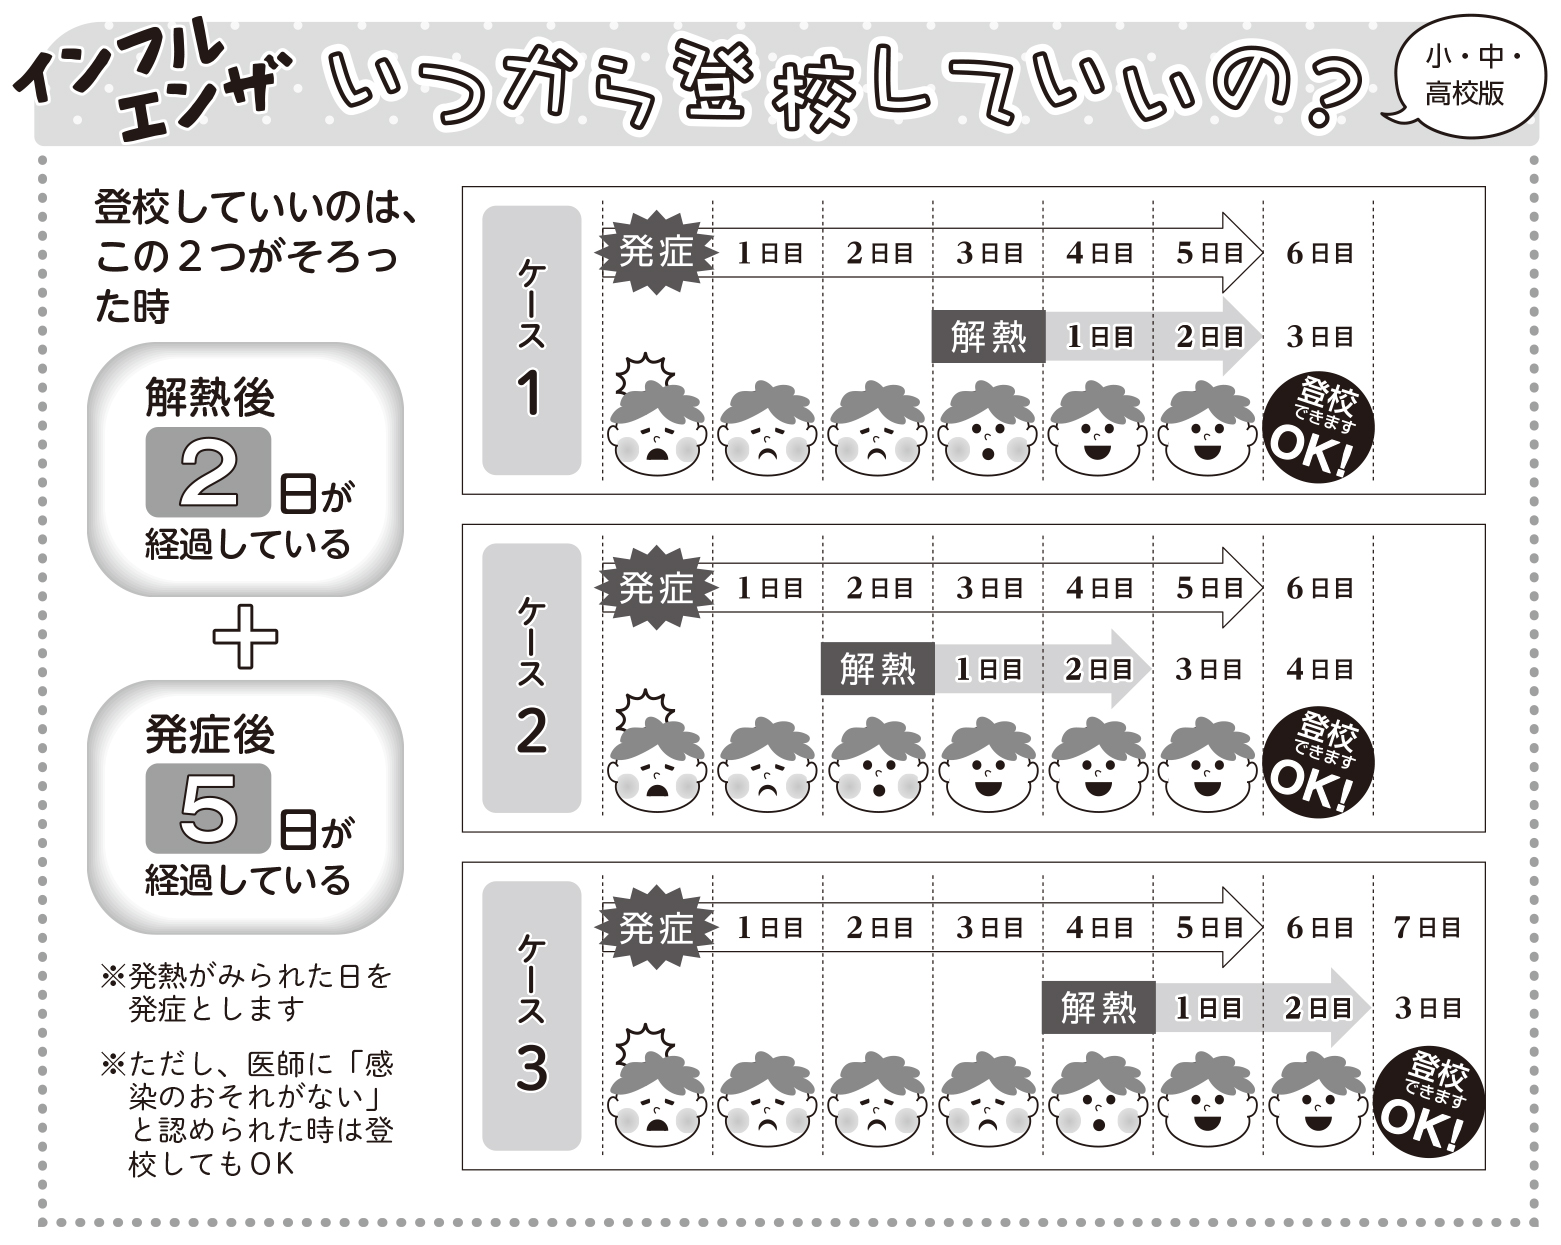 インフル
エンザ
いつから登校していいの?
小・中・
高校版
登校していいのは、
この２つがそろっ
た時
解熱後
2日が
経過している
＋
発症後
5日が
経過している
※発熱がみられた日を
発症とします
※ただし、医師に「感
染のおそれがない」
と認められた時は登
校してもOK
ケース1
発症 1日目 2日目 3日目 4日目 5日目 6日目
解熱 1日目 2日目 3日目
登校
できます
OK!
ケース2
発症 1日目 2日目 3日目 4日目 5日目 6日目
解熱 1日目 2日目 3日目 4日目
登校
できます
OK!
ケース3
発症 1日目 2日目 3日目 4日目 5日目 6日目 7日目
解熱 1日目 2日目 3日目
登校
できます
OK!